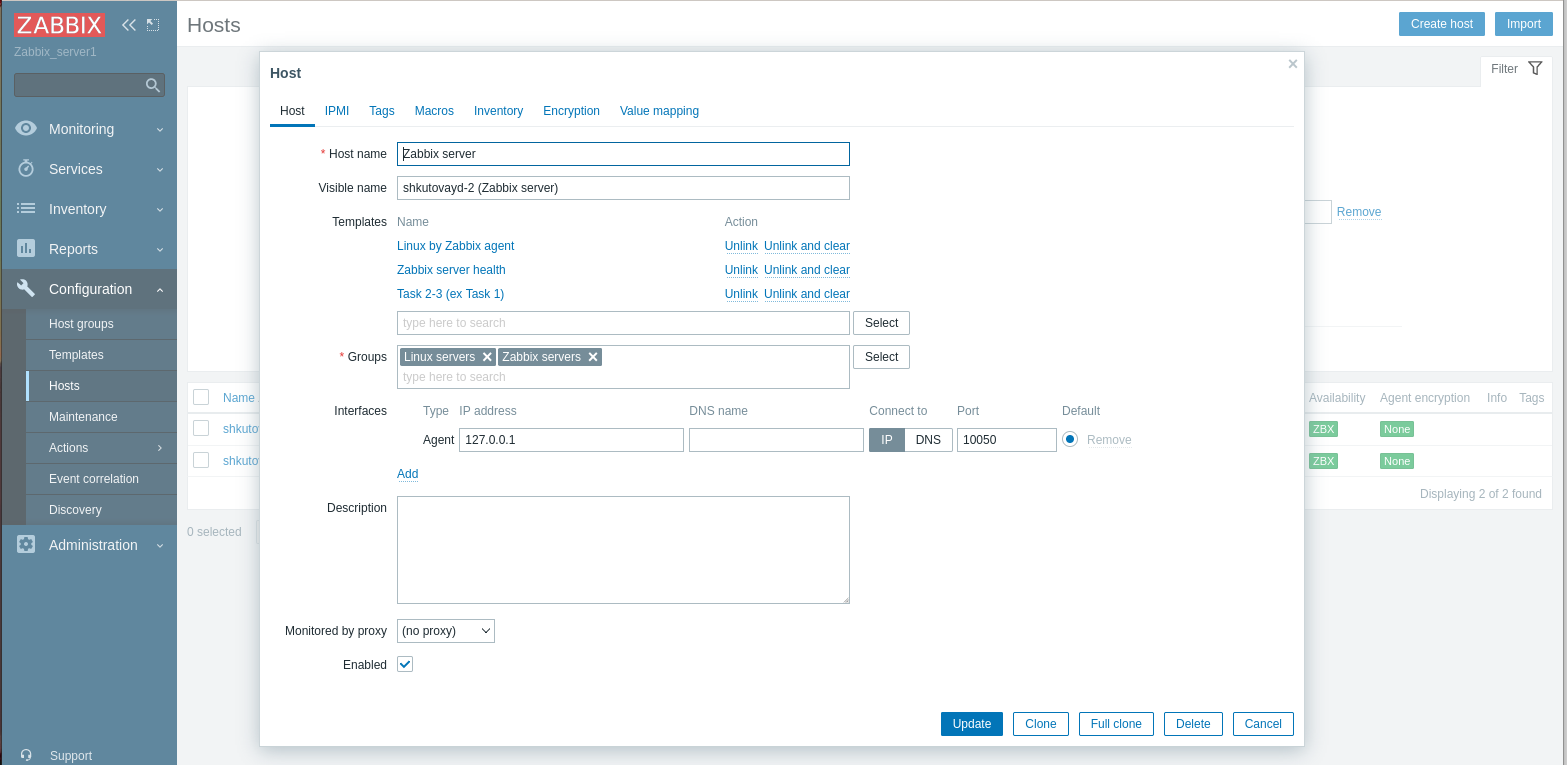 ZABBIX
Zabbix_server1
Monitoring
Services
Inventory
Reports
Configuration
Host groups
Templates
Hosts
Maintenance
Actions
Event correlation
Discovery
Administration
Support
Hosts
Create host Import
Filter
Remove
Host
Host IPMI Tags Macros Inventory Encryption Value mapping
* Host name Zabbix server
Visible name shkutovayd-2 (Zabbix server)
Templates Name Action
Linux by Zabbix agent Unlink Unlink and clear
Zabbix server health Unlink Unlink and clear
Task 2-3 (ex Task 1) Unlink Unlink and clear
type here to search Select
* Groups Linux servers Zabbix servers Select
type here to search
Interfaces Type IP address DNS name Connect to Port Default
Agent 127.0.0.1 IP DNS 10050 Remove
Add
Description
Monitored by proxy (no proxy)
Enabled
Update Clone Full clone Delete Cancel
Name Availability Agent encryption Info Tags
ZBX None
ZBX None
Displaying 2 of 2 found
0 selected